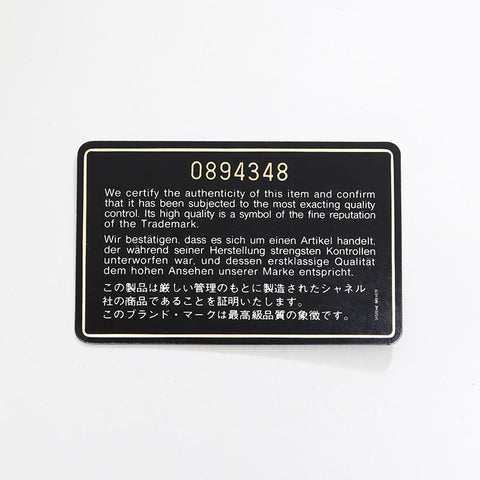 0894348
We certify the authenticity of this item and confirm
that it has been subjected to the most exacting quality
control. Its high quality is a symbol of the fine reputation
of the Trademark.
Wir bestätigen, dass es sich um einen Artikel handelt,
der während seiner Herstellung strengsten Kontrollen
unterworfen war, und dessen erstklassige Qualität
dem hohen Ansehen unserer Marke entspricht.
この製品は厳しい管理のもとに製造されたシャネル
社の商品であることを証明いたします。
このブランド・マークは最高級品質の象徴です。